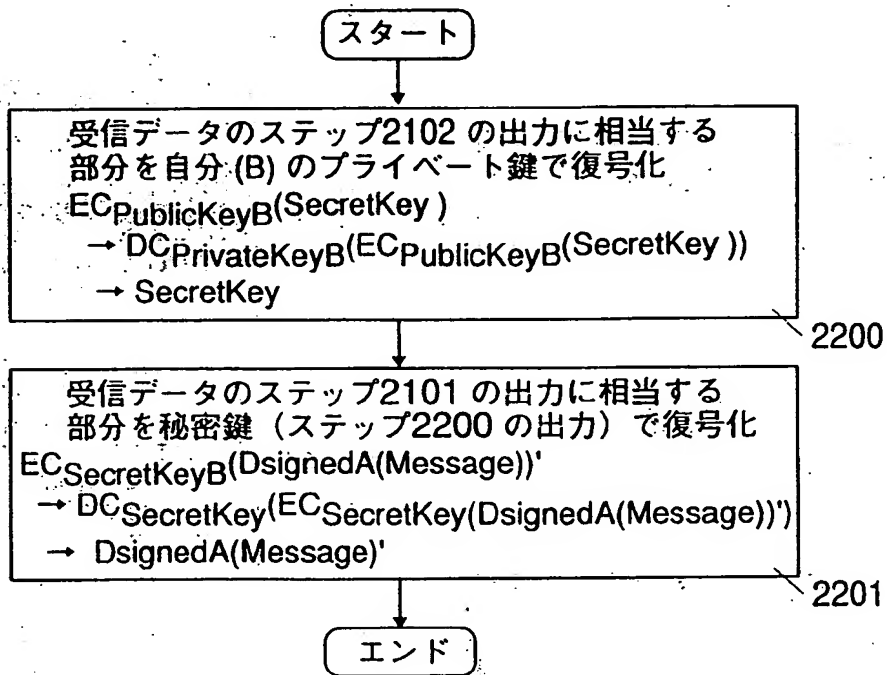 スタート
受信データのステップ2102 の出力に相当する
部分を自分 (B) のプライベート鍵で復号化
ECPublicKeyB(SecretKey )
→ DCPrivateKeyB(ECPublicKeyB(SecretKey ))
→ SecretKey
2200
受信データのステップ2101 の出力に相当する
部分を秘密鍵（ステップ2200 の出力）で復号化
ECSecretKeyB(DsignedA(Message))'
→ DCSecretKey(ECSecretKey(DsignedA(Message))')
→ DsignedA(Message)'
2201
エンド